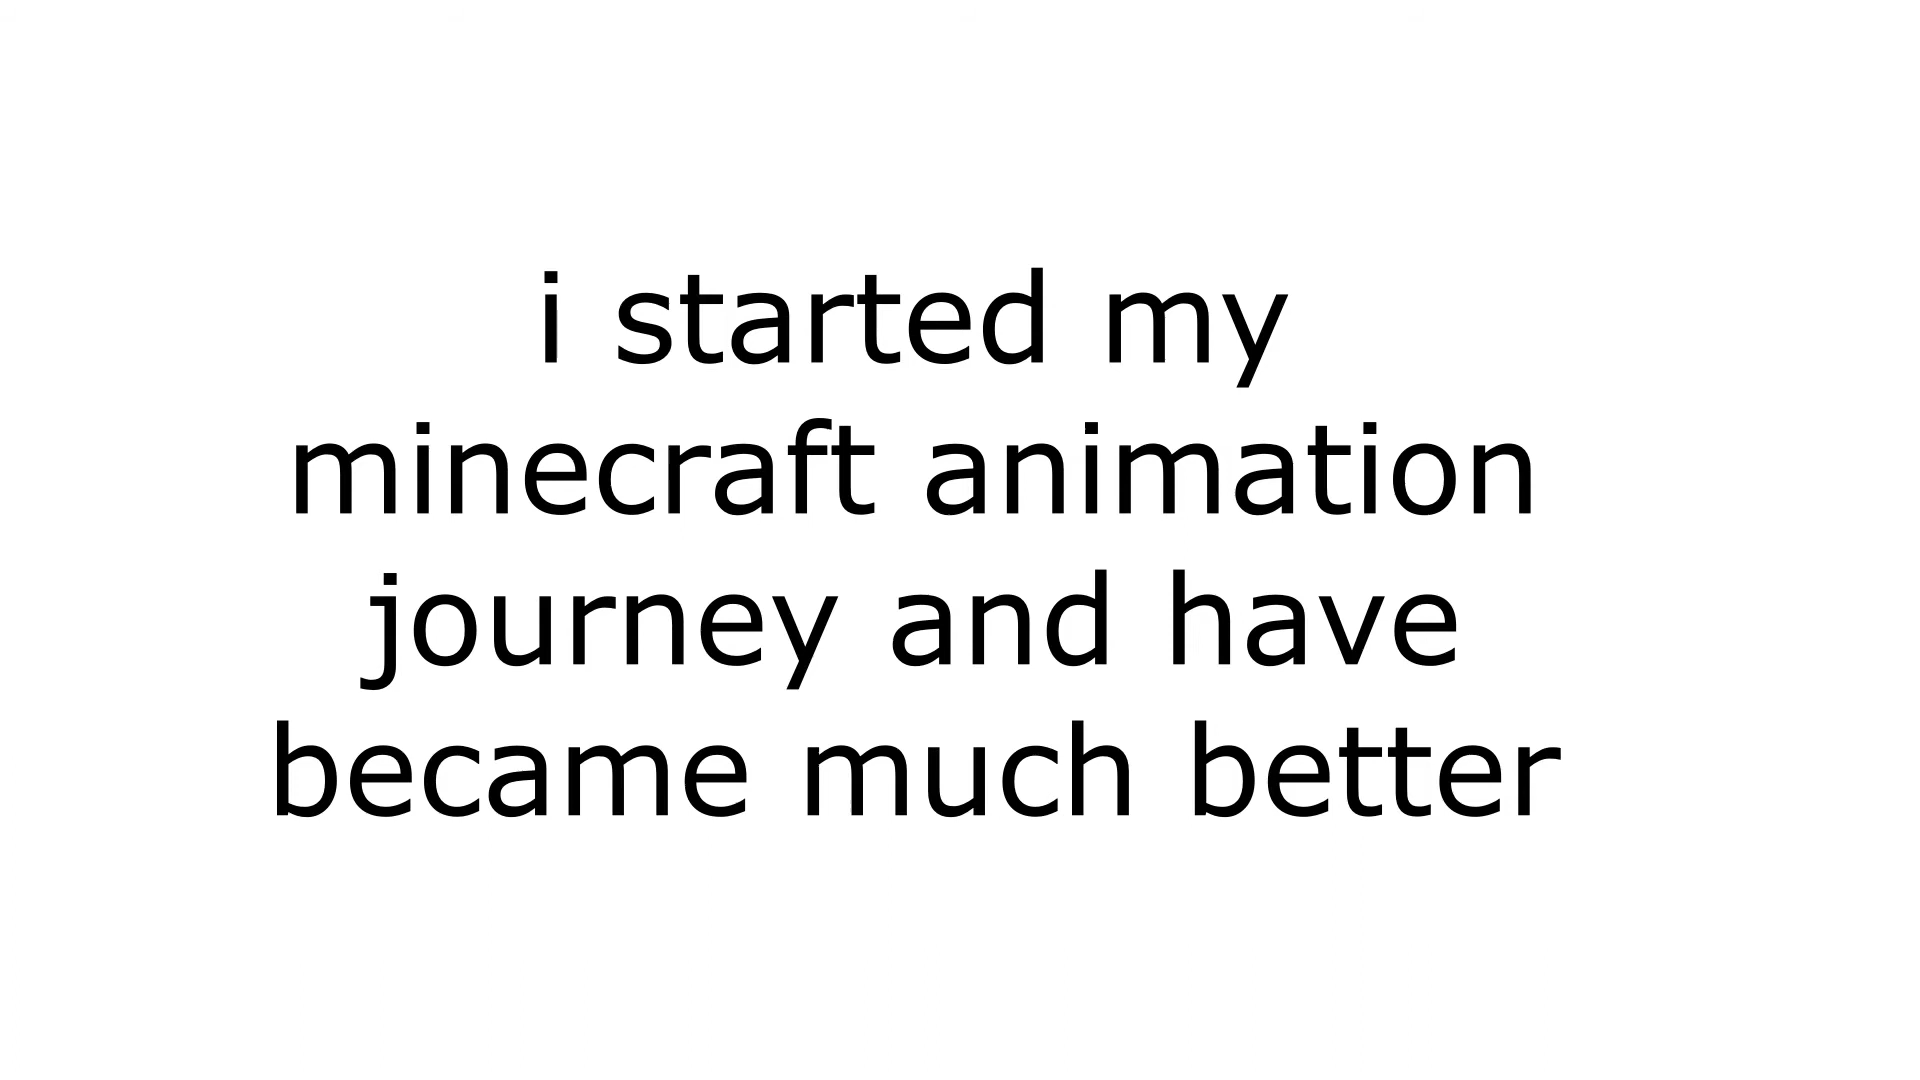 i started my
minecraft animation
journey and have
became much better